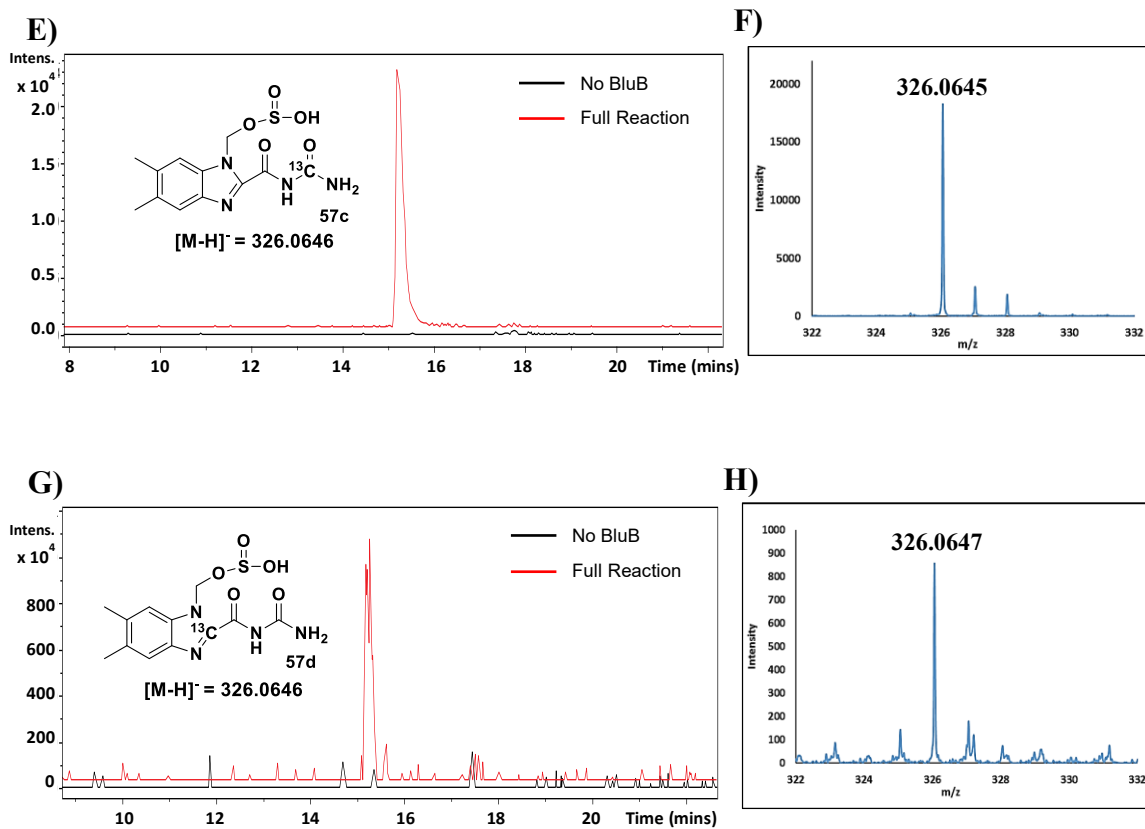 E)
Intens.
x 10⁴
2.0
1.5
1.0
0.5
0.0
8 10 12 14 16 18 20 Time (mins)
No BluB
Full Reaction
O
S
O OH
N O 13 O
C
N N NH₂
H
57c
[M-H]⁻ = 326.0646
F)
326.0645
Intensity
20000
15000
10000
5000
0
322 324 326 328 330 332
m/z
G)
Intens.
x 10⁴
800
600
400
200
0
10 12 14 16 18 20 Time (mins)
No BluB
Full Reaction
O
S
O OH
N O O
13
C
N N NH₂
H
57d
[M-H]⁻ = 326.0646
H)
326.0647
Intensity
1000
900
800
700
600
500
400
300
200
100
0
322 324 326 328 330 332
m/z